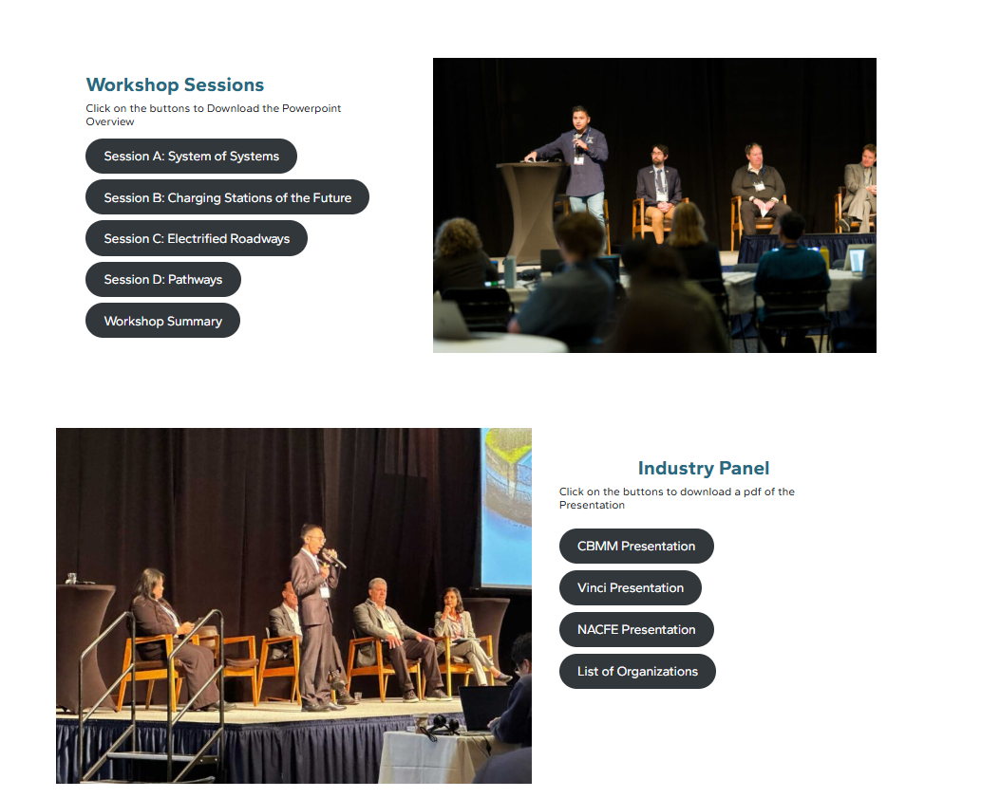 Workshop Sessions
Click on the buttons to Download the Powerpoint
Overview
Session A: System of Systems
Session B: Charging Stations of the Future
Session C: Electrified Roadways
Session D: Pathways
Workshop Summary
Industry Panel
Click on the buttons to download a pdf of the
Presentation
CBMM Presentation
Vinci Presentation
NACFE Presentation
List of Organizations